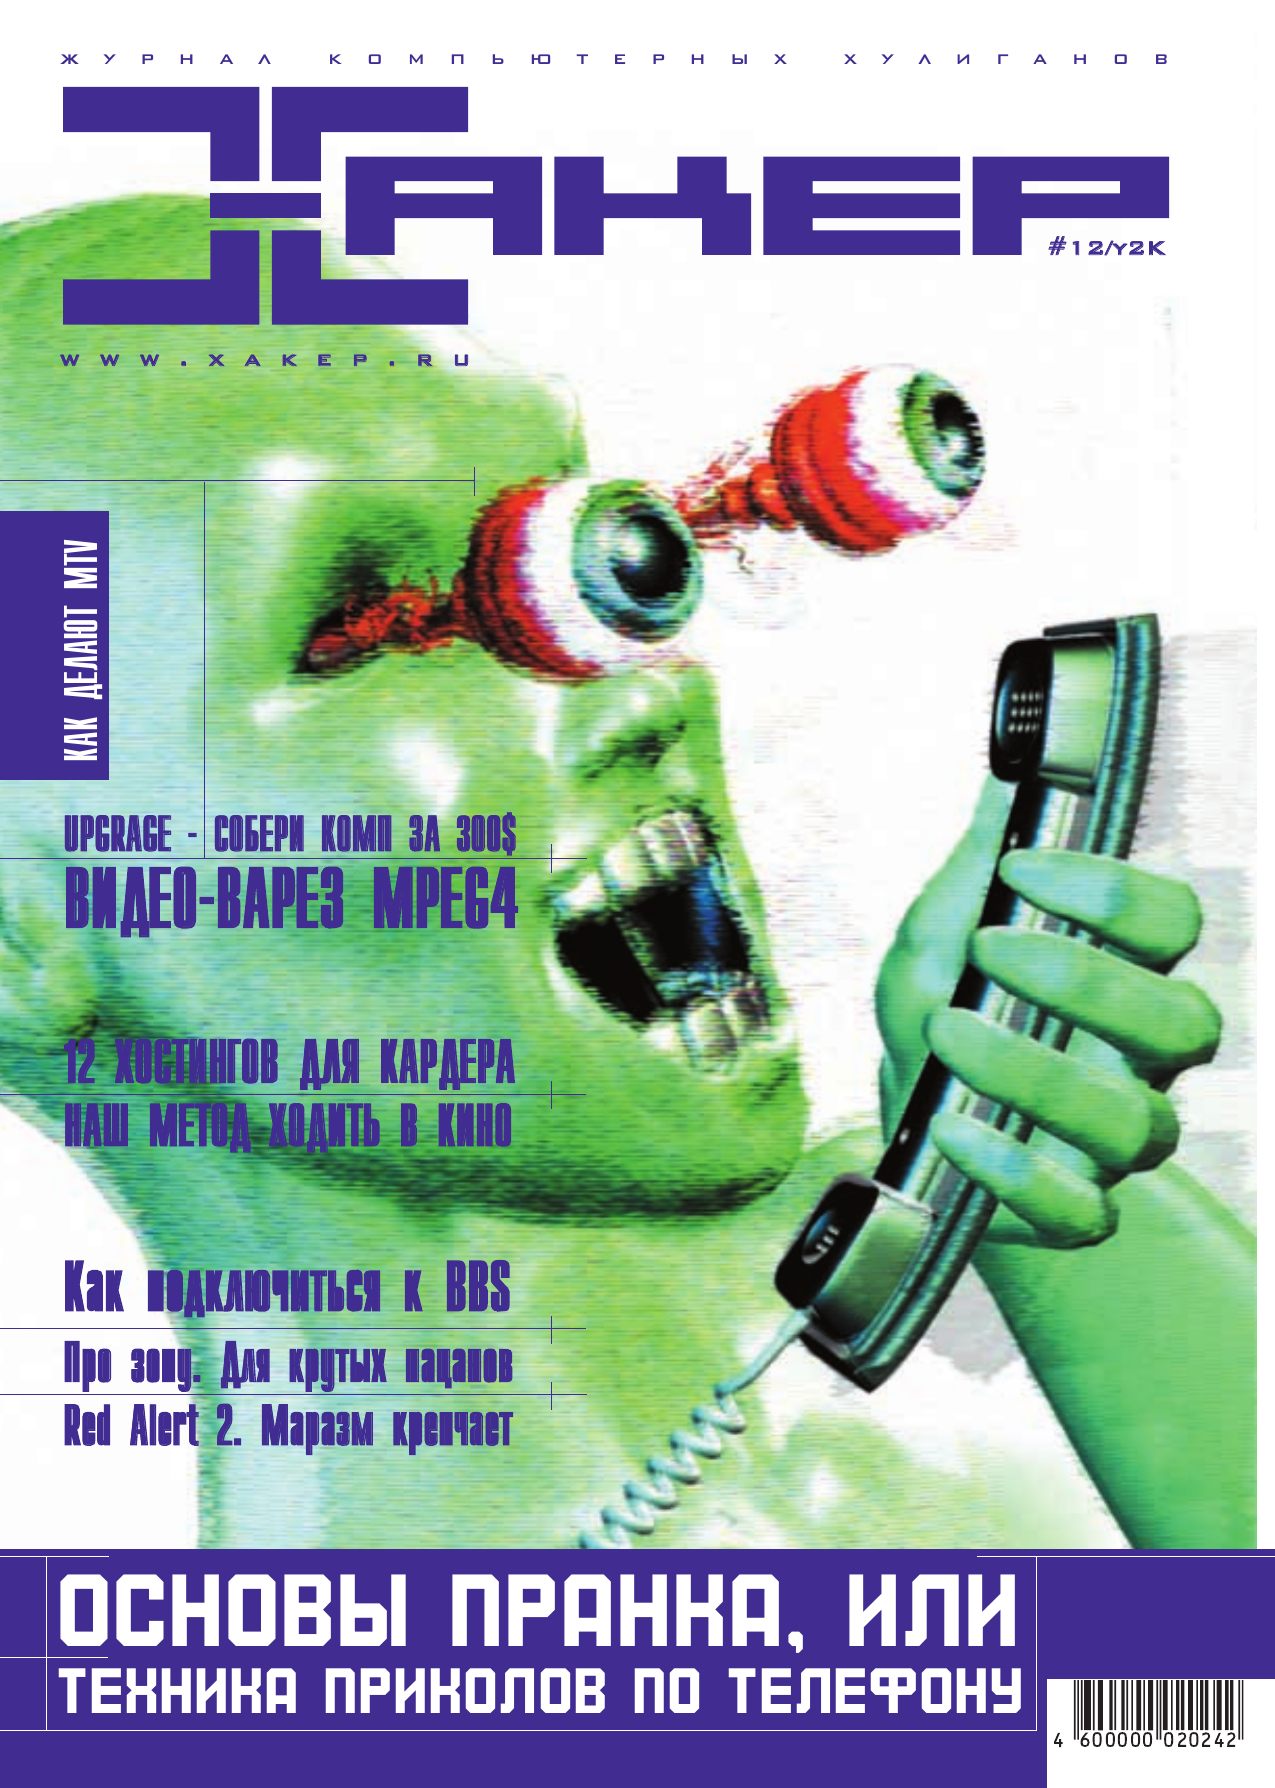 ЖУРНАЛ КОМПЬЮТЕРНЫХ ХУЛИГАНОВ
ХАКЕР
#12/Y2K
WWW.XAKEP.RU
КАК ДЕЛАЮТ MTV
UPGRAGE - СОБЕРИ КОМП ЗА 300$
ВИДЕО-ВАРЕЗ MPEG4
12 ХОСТИНГОВ ДЛЯ КАРДЕРА
НАШ МЕТОД ХОДИТЬ В КИНО
Как подключиться к BBS
Про зону. Для крутых пацанов
Red Alert 2. Маразм крепчает
ОСНОВЫ ПРАНКА, ИЛИ
ТЕХНИКА ПРИКОЛОВ ПО ТЕЛЕФОНУ
4 600000 020242